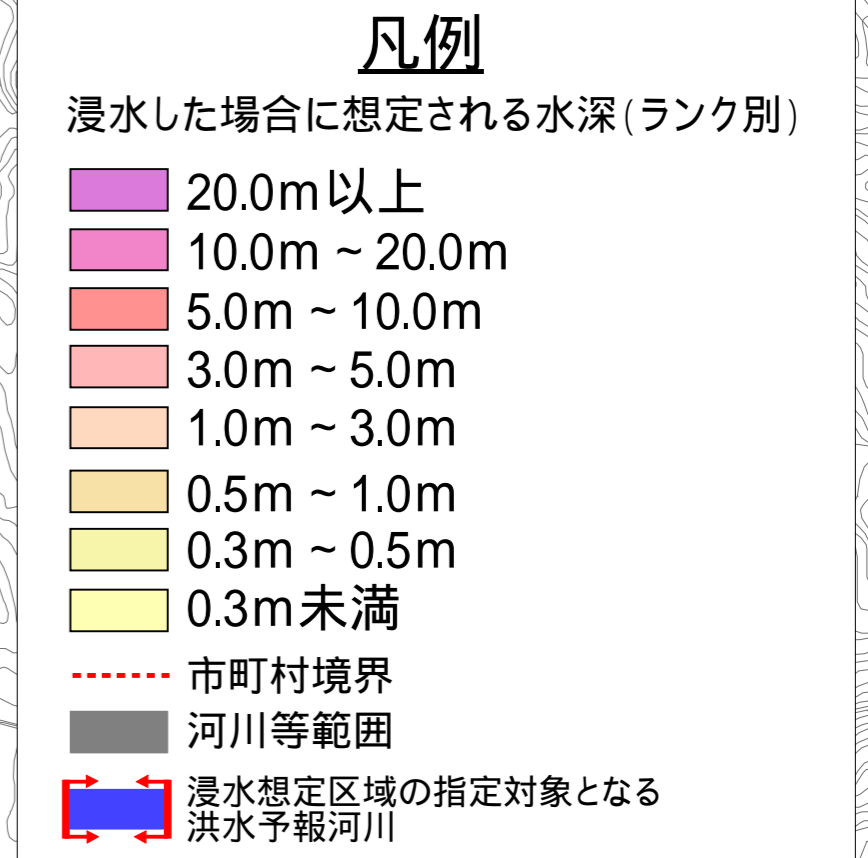 凡例
浸水した場合に想定される水深(ランク別)
20.0m以上
10.0m ~ 20.0m
5.0m ~ 10.0m
3.0m ~ 5.0m
1.0m ~ 3.0m
0.5m ~ 1.0m
0.3m ~ 0.5m
0.3m未満
市町村境界
河川等範囲
浸水想定区域の指定対象となる
洪水予報河川